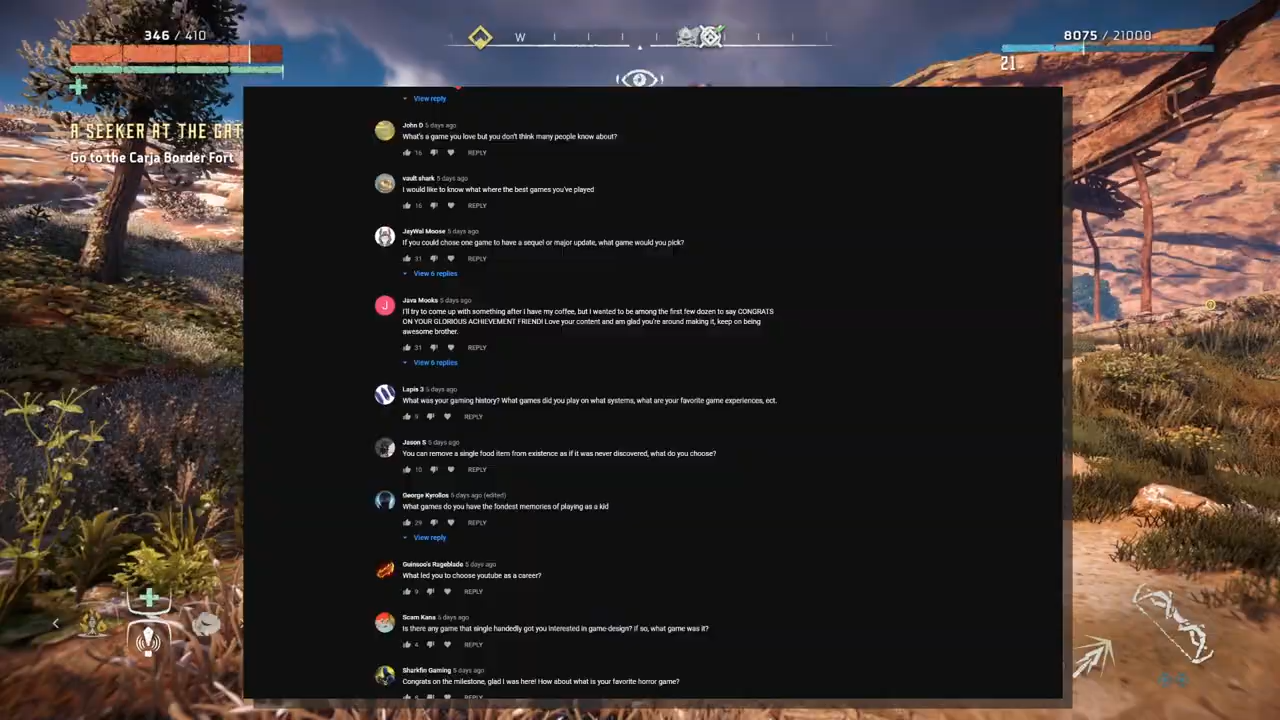 346 / 410
W
8075 / 21000
21
A SEEKER AT THE GAT
Go to the Carja Border Fort
View reply
John D 5 days ago
What's a game you love but you don't think many people know about?
16 REPLY
vault shark 5 days ago
I would like to know what where the best games you've played
16 REPLY
JayWal Moose 5 days ago
If you could chose one game to have a sequel or major update, what game would you pick?
31 REPLY
View 6 replies
J
Java Mooks 5 days ago
I'll try to come up with something after I have my coffee, but I wanted to be among the first few dozen to say CONGRATS
ON YOUR GLORIOUS ACHIEVEMENT FRIEND! Love your content and am glad you're around making it, keep on being
awesome brother.
31 REPLY
View 6 replies
Lapis 3 5 days ago
What was your gaming history? What games did you play on what systems, what are your favorite game experiences, ect.
9 REPLY
Jason S 5 days ago
You can remove a single food item from existence as if it was never discovered, what do you choose?
10 REPLY
George Kyrollos 5 days ago (edited)
What games do you have the fondest memories of playing as a kid
29 REPLY
View reply
Guinsoo's Rageblade 5 days ago
What led you to choose youtube as a career?
9 REPLY
Scam Kana 5 days ago
Is there any game that single handedly got you interested in game-design? If so, what game was it?
4 REPLY
Sharkfin Gaming 5 days ago
Congrats on the milestone, glad I was here! How about what is your favorite horror game?
REPLY